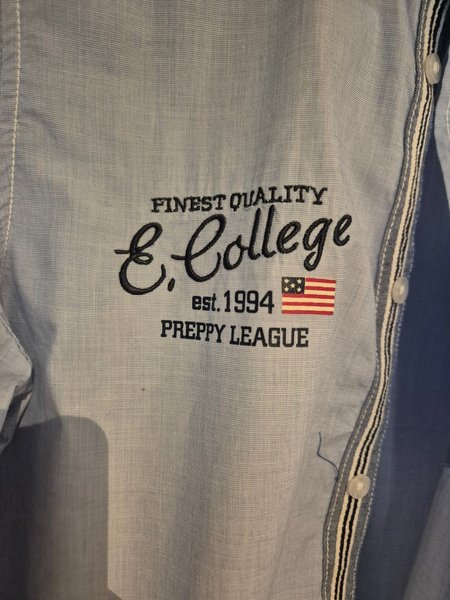 FINEST QUALITY
E. College
est. 1994
PREPPY LEAGUE